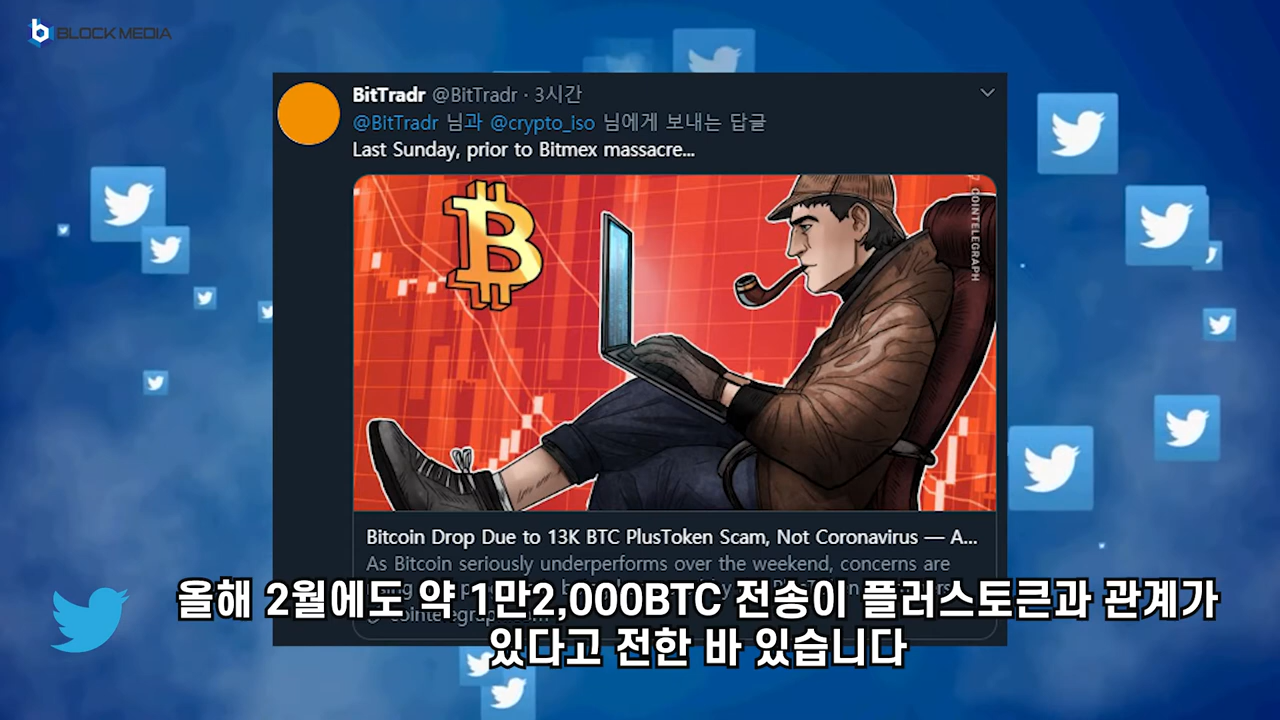 BLOCK MEDIA
BitTradr @BitTradr · 3시간
@BitTradr 님과 @crypto_iso 님에게 보내는 답글
Last Sunday, prior to Bitmex massacre...
COINTELEGRAPH
Bitcoin Drop Due to 13K BTC PlusToken Scam, Not Coronavirus — A...
As Bitcoin seriously underperforms over the weekend, concerns are
올해 2월에도 약 1만2,000BTC 전송이 플러스토큰과 관계가
있다고 전한 바 있습니다